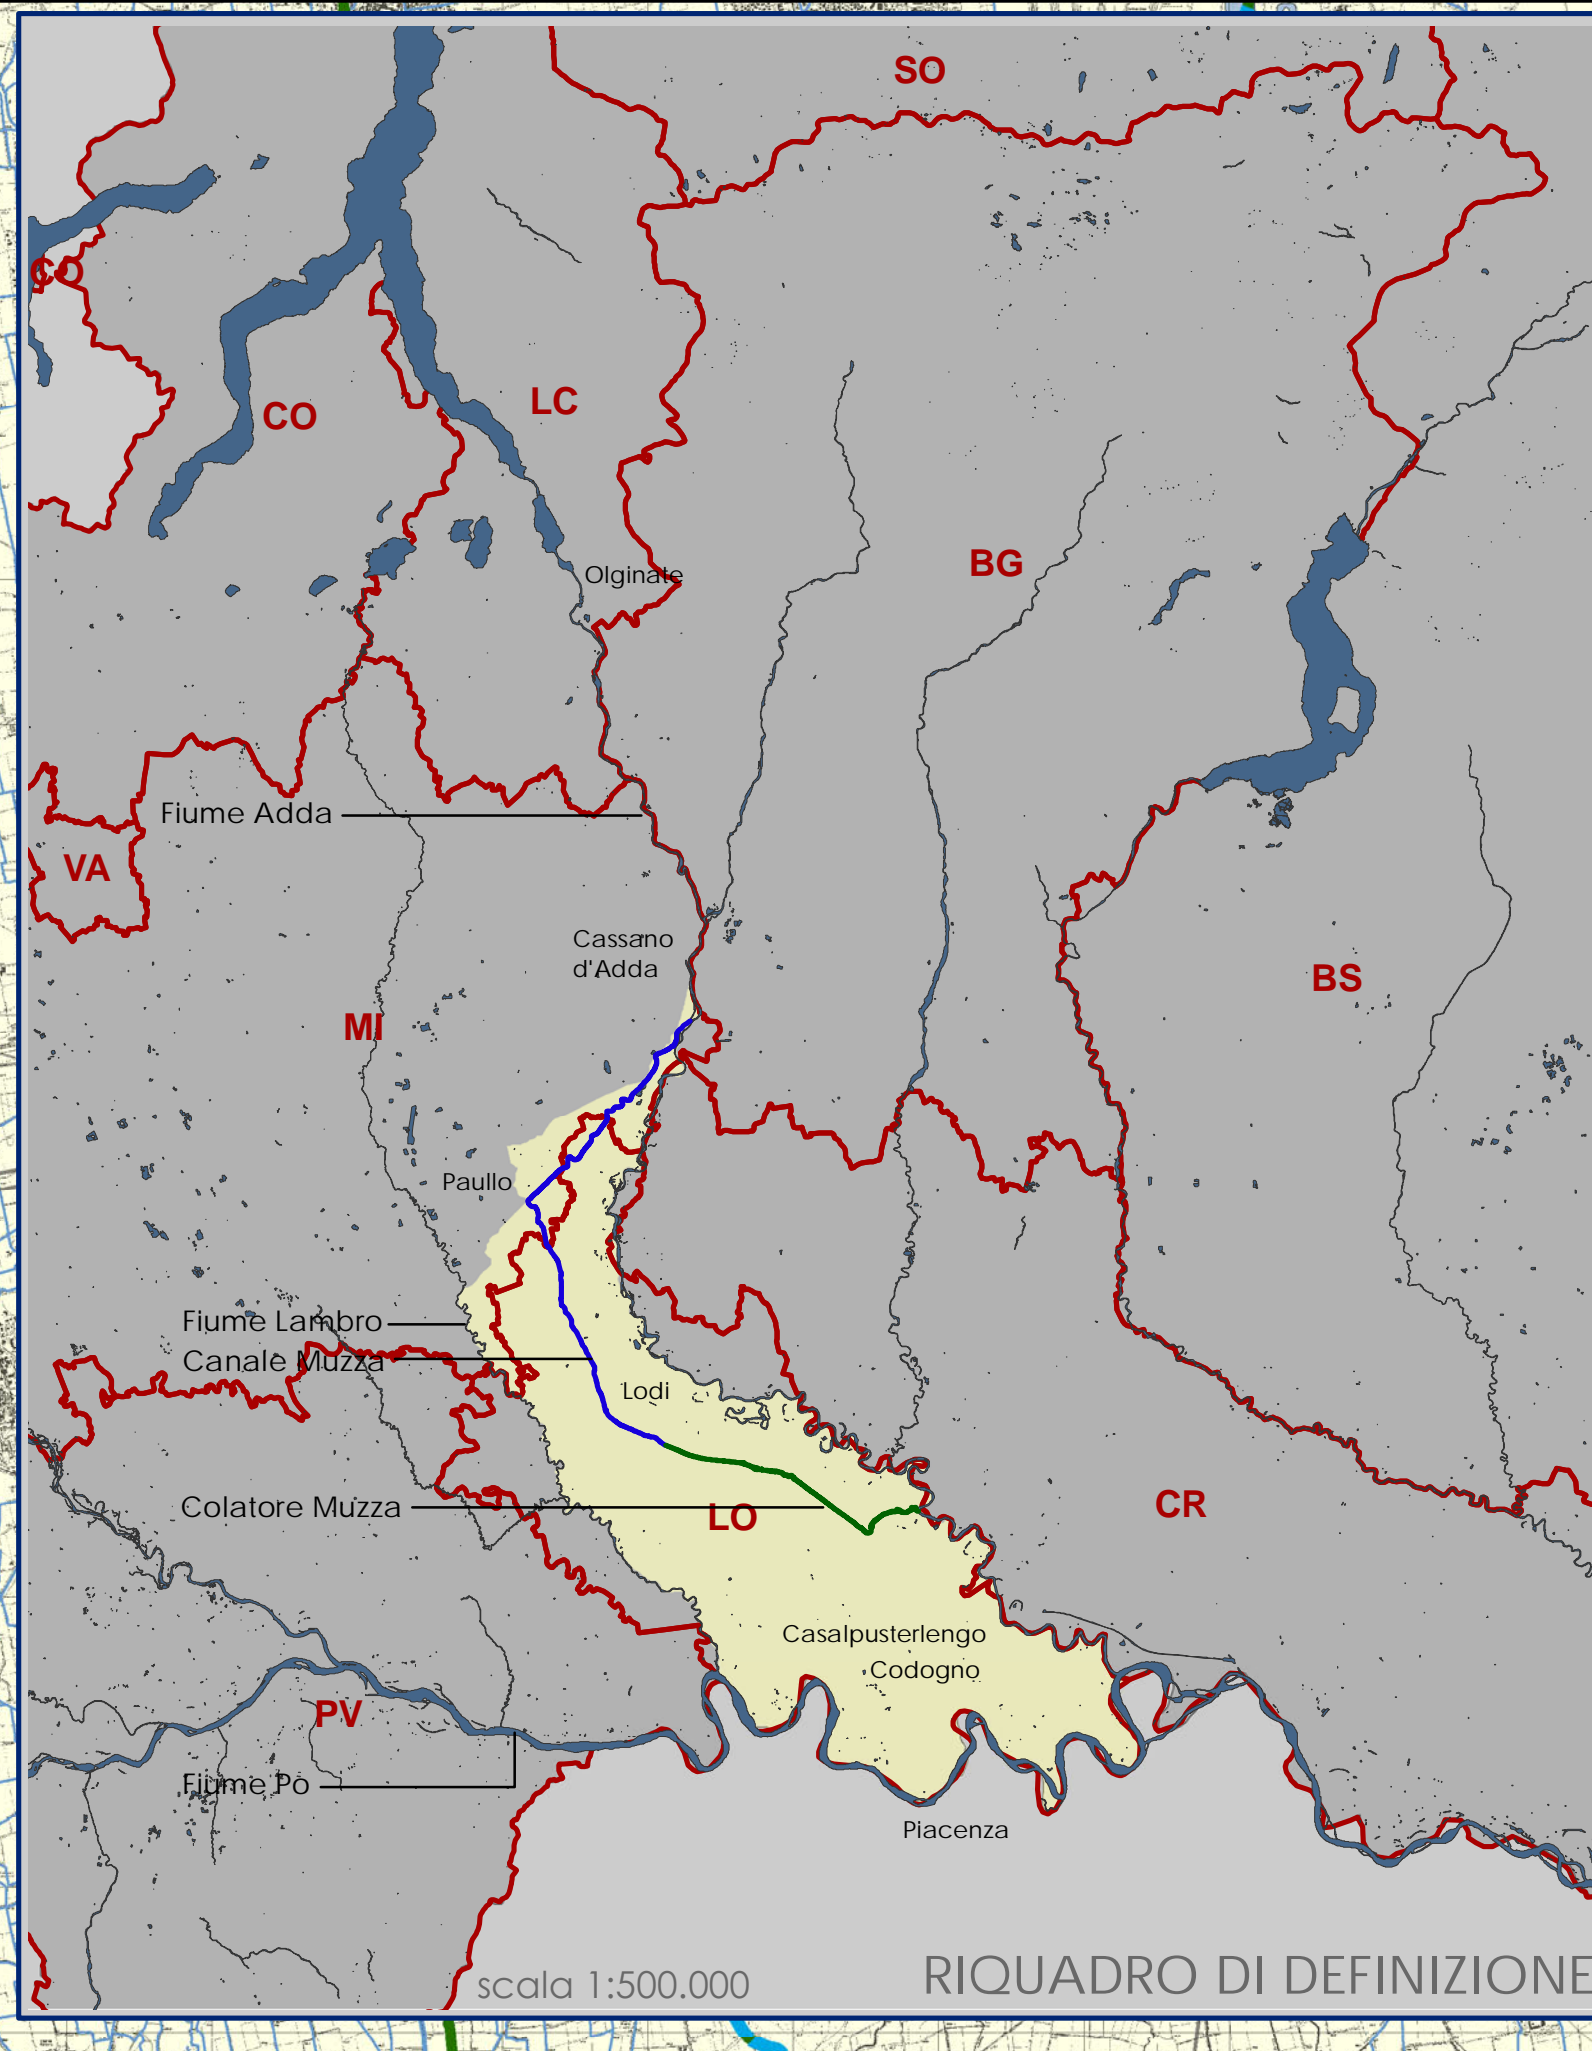 SO
CO
CO
LC
BG
Olginate
Fiume Adda
VA
Cassano
d'Adda
BS
MI
Paullo
Fiume Lambro
Canale Muzza
Lodi
Colatore Muzza
LO
CR
Casalpusterlengo
Codogno
PV
Fiume Po
Piacenza
scala 1:500.000
RIQUADRO DI DEFINIZIONE